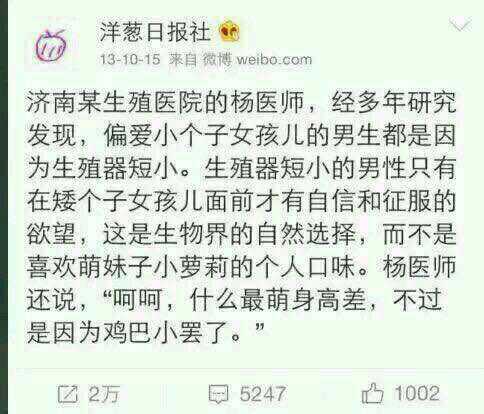 洋葱日报社
13-10-15 来自 微博 weibo.com
济南某生殖医院的杨医师，经多年研究
发现，偏爱小个子女孩儿的男生都是因
为生殖器短小。生殖器短小的男性只有
在矮个子女孩儿面前才有自信和征服的
欲望，这是生物界的自然选择，而不是
喜欢萌妹子小萝莉的个人口味。杨医师
还说，“呵呵，什么最萌身高差，不过
是因为鸡巴小罢了。”
2万 5247 1002